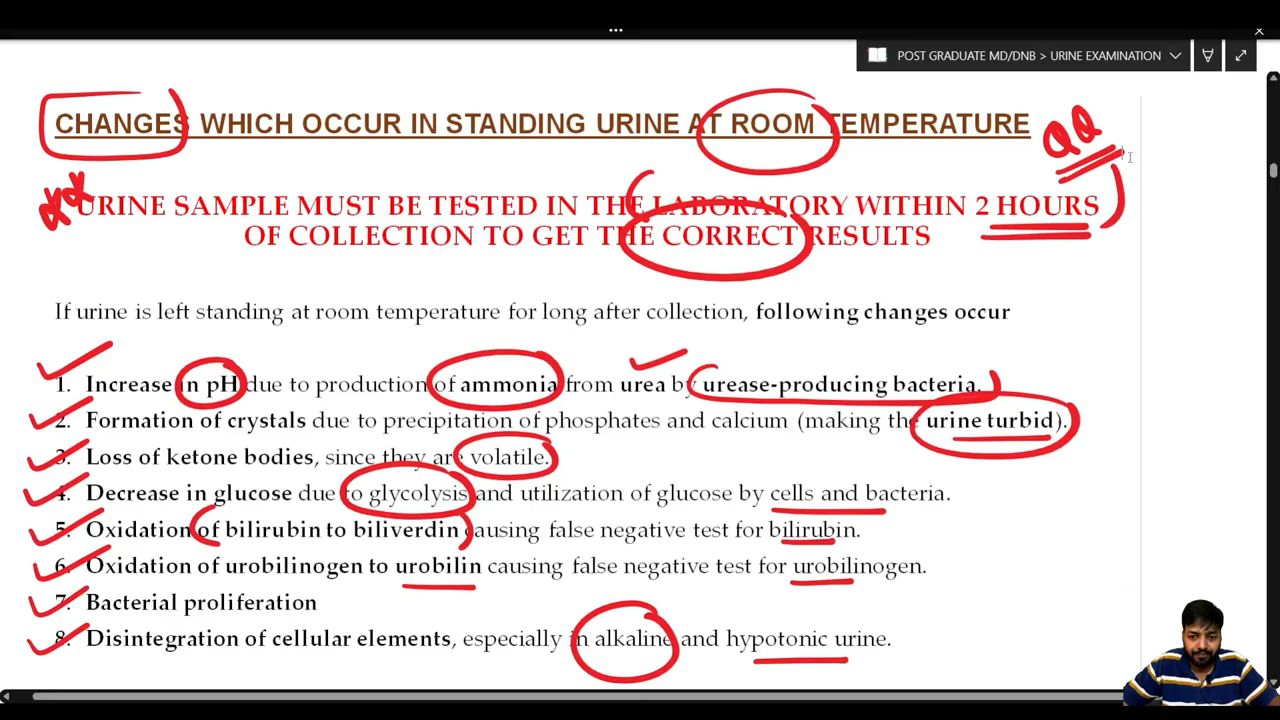 POST GRADUATE MD/DNB > URINE EXAMINATION
CHANGES WHICH OCCUR IN STANDING URINE AT ROOM TEMPERATURE
URINE SAMPLE MUST BE TESTED IN THE LABORATORY WITHIN 2 HOURS
OF COLLECTION TO GET THE CORRECT RESULTS
If urine is left standing at room temperature for long after collection, following changes occur
1. Increase in pH due to production of ammonia from urea by urease-producing bacteria.
2. Formation of crystals due to precipitation of phosphates and calcium (making the urine turbid).
3. Loss of ketone bodies, since they are volatile.
4. Decrease in glucose due to glycolysis and utilization of glucose by cells and bacteria.
5. Oxidation of bilirubin to biliverdin causing false negative test for bilirubin.
6. Oxidation of urobilinogen to urobilin causing false negative test for urobilinogen.
7. Bacterial proliferation
8. Disintegration of cellular elements, especially in alkaline and hypotonic urine.